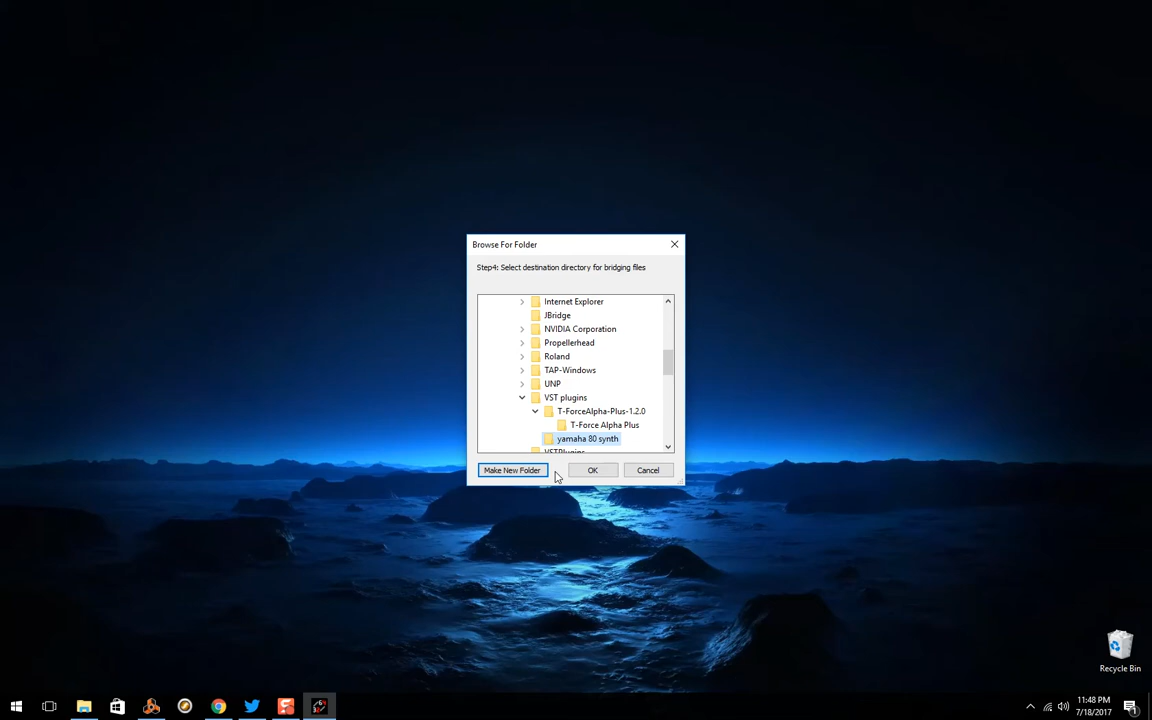 Browse For Folder
Step4: Select destination directory for bridging files
Internet Explorer
JBridge
NVIDIA Corporation
Propellerhead
Roland
TAP-Windows
UNP
VST plugins
T-ForceAlpha-Plus-1.2.0
T-Force Alpha Plus
yamaha 80 synth
VSTPlugins
Make New Folder
OK
Cancel
Recycle Bin
11:48 PM
7/18/2017
1